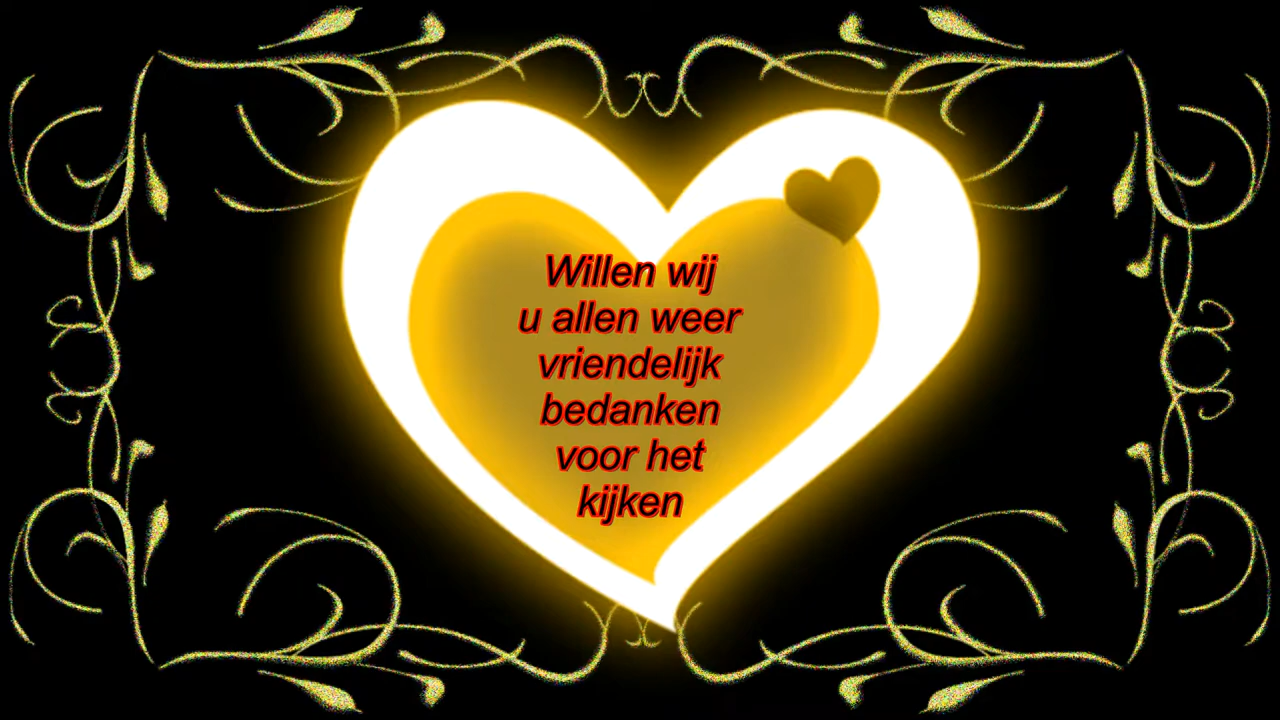 Willen wij
u allen weer
vriendelijk
bedanken
voor het
kijken